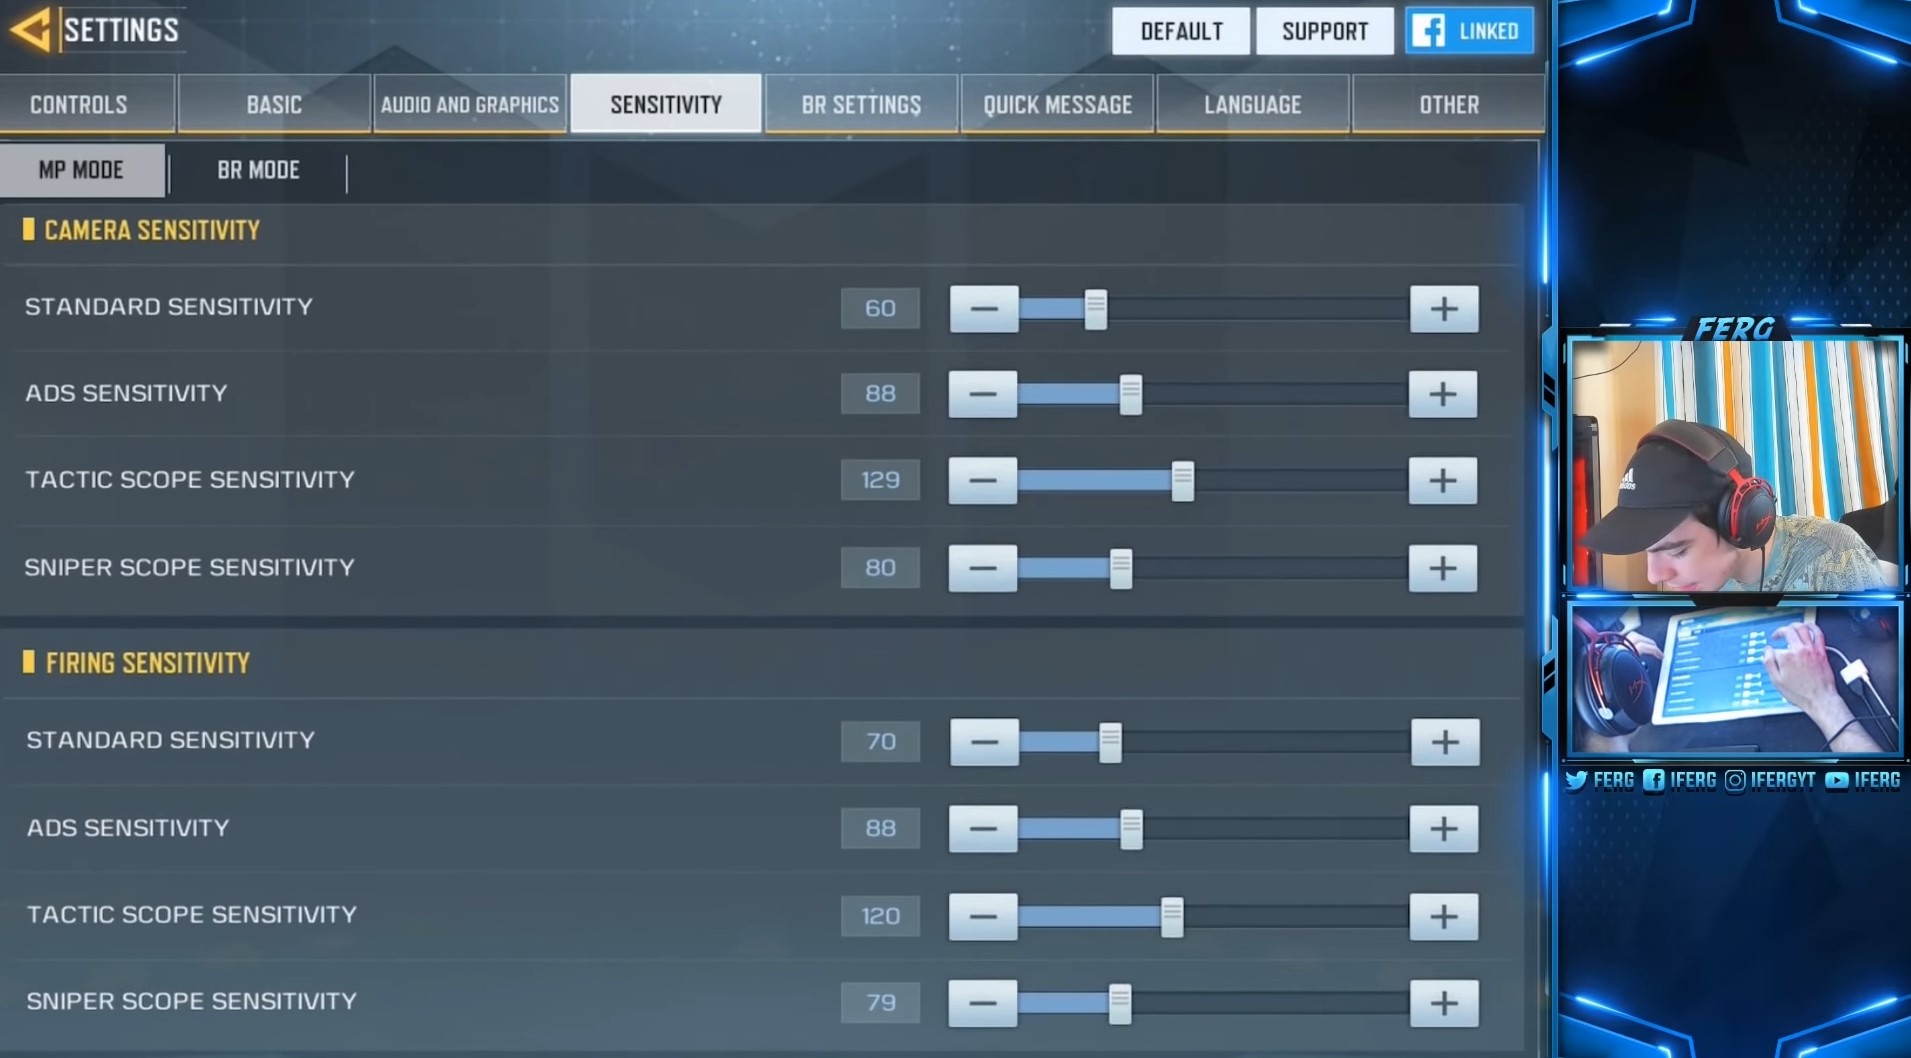 SETTINGS
DEFAULT
SUPPORT
LINKED
CONTROLS
BASIC
AUDIO AND GRAPHICS
SENSITIVITY
BR SETTINGS
QUICK MESSAGE
LANGUAGE
OTHER
MP MODE
BR MODE
CAMERA SENSITIVITY
STANDARD SENSITIVITY 60
ADS SENSITIVITY 88
TACTIC SCOPE SENSITIVITY 129
SNIPER SCOPE SENSITIVITY 80
FIRING SENSITIVITY
STANDARD SENSITIVITY 70
ADS SENSITIVITY 88
TACTIC SCOPE SENSITIVITY 120
SNIPER SCOPE SENSITIVITY 79
FERG
FERG IFERG IFERGYT IFERG